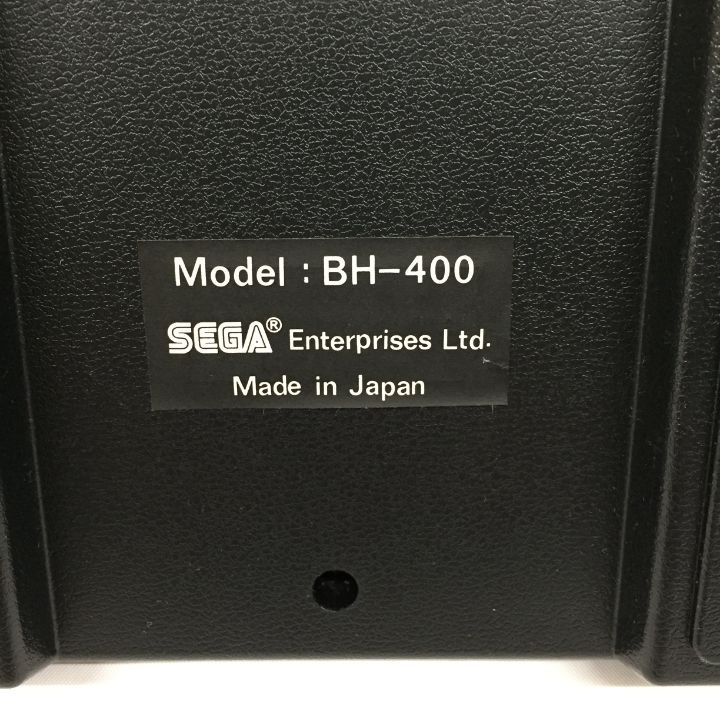 Model : BH-400
SEGA® Enterprises Ltd.
Made in Japan